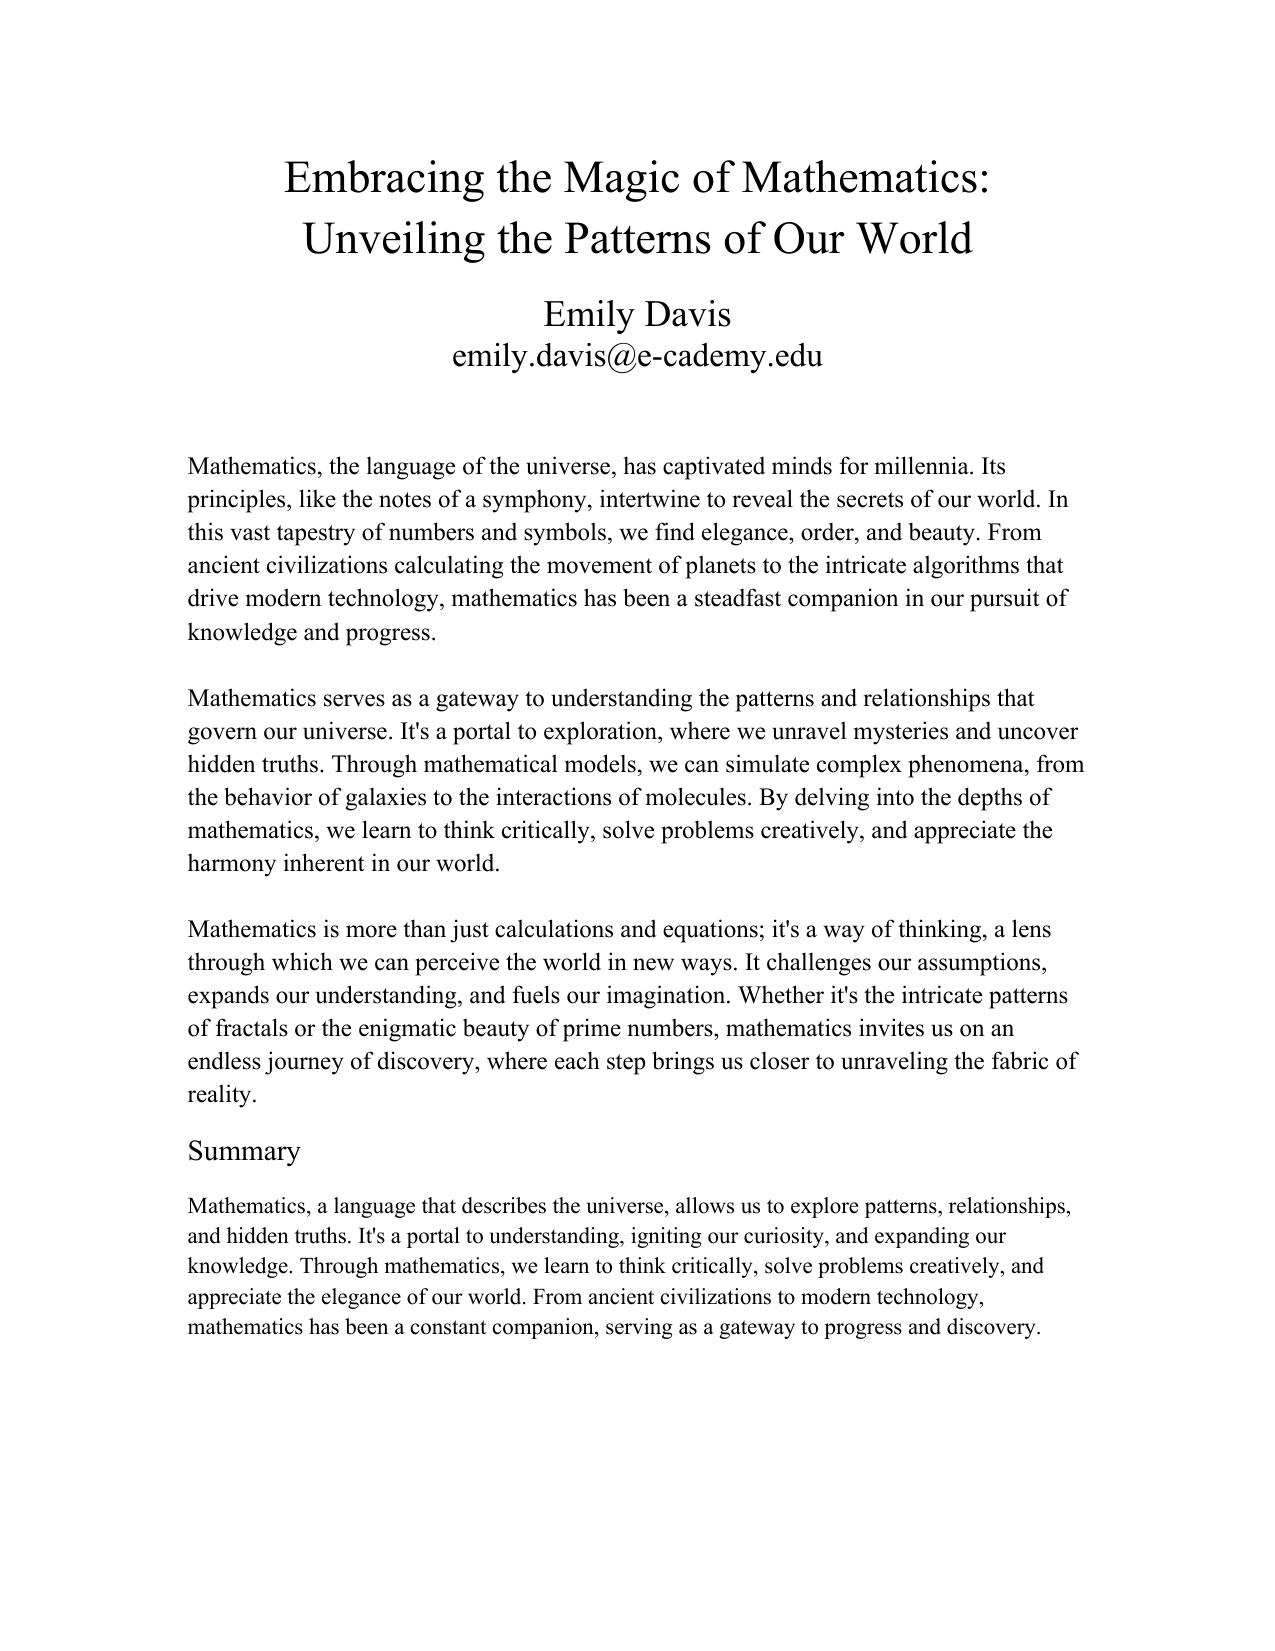 Embracing the Magic of Mathematics:
Unveiling the Patterns of Our World
Emily Davis
emily.davis@e-cademy.edu
Mathematics, the language of the universe, has captivated minds for millennia. Its
principles, like the notes of a symphony, intertwine to reveal the secrets of our world. In
this vast tapestry of numbers and symbols, we find elegance, order, and beauty. From
ancient civilizations calculating the movement of planets to the intricate algorithms that
drive modern technology, mathematics has been a steadfast companion in our pursuit of
knowledge and progress.
Mathematics serves as a gateway to understanding the patterns and relationships that
govern our universe. It's a portal to exploration, where we unravel mysteries and uncover
hidden truths. Through mathematical models, we can simulate complex phenomena, from
the behavior of galaxies to the interactions of molecules. By delving into the depths of
mathematics, we learn to think critically, solve problems creatively, and appreciate the
harmony inherent in our world.
Mathematics is more than just calculations and equations; it's a way of thinking, a lens
through which we can perceive the world in new ways. It challenges our assumptions,
expands our understanding, and fuels our imagination. Whether it's the intricate patterns
of fractals or the enigmatic beauty of prime numbers, mathematics invites us on an
endless journey of discovery, where each step brings us closer to unraveling the fabric of
reality.
Summary
Mathematics, a language that describes the universe, allows us to explore patterns, relationships,
and hidden truths. It's a portal to understanding, igniting our curiosity, and expanding our
knowledge. Through mathematics, we learn to think critically, solve problems creatively, and
appreciate the elegance of our world. From ancient civilizations to modern technology,
mathematics has been a constant companion, serving as a gateway to progress and discovery.